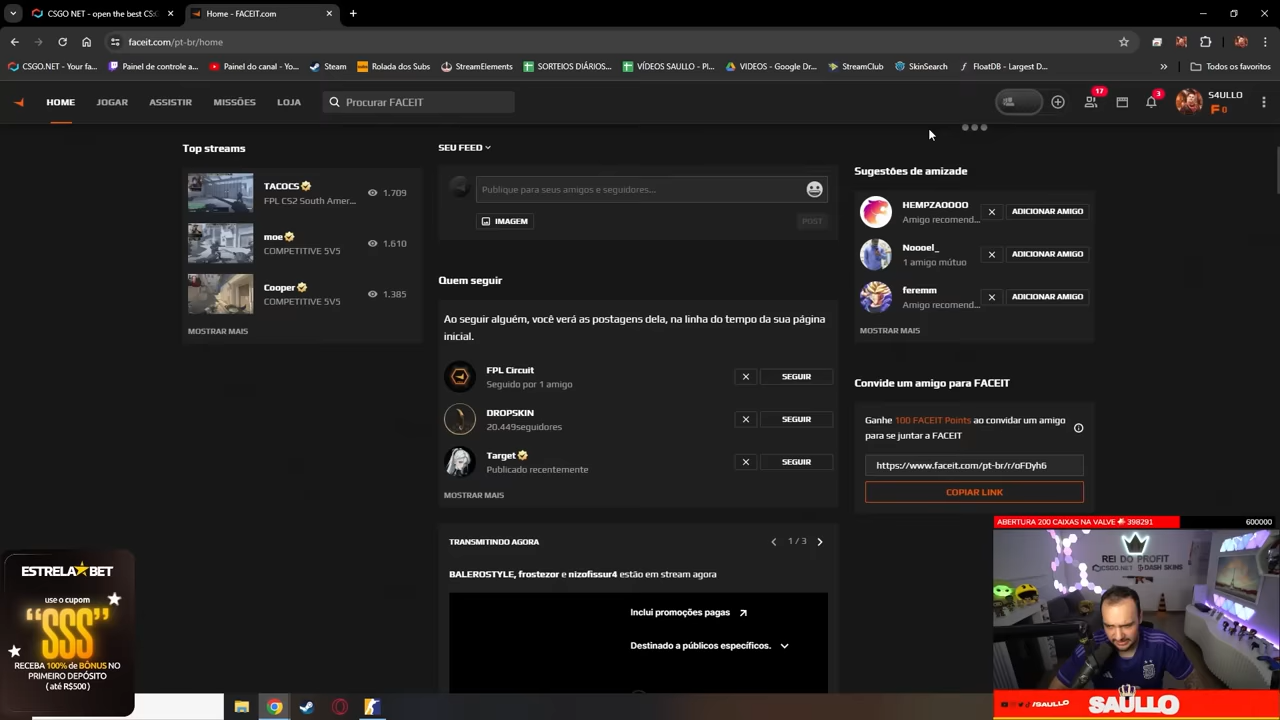 CSGO NET - open the best CS:
Home - FACEIT.com
faceit.com/pt-br/home
CSGO.NET - Your fa...
Painel de controle a...
Painel do canal - Yo...
Steam
Rolada dos Subs
StreamElements
SORTEIOS DIÁRIOS...
VÍDEOS SAULLO - Pl...
VIDEOS - Google Dr...
StreamClub
SkinSearch
FloatDB - Largest D...
Todos os favoritos
HOME
JOGAR
ASSISTIR
MISSÕES
LOJA
Procurar FACEIT
17
3
S4ULLO
F 0
Top streams
TACOCS
FPL CS2 South Amer...
1.709
moe
COMPETITIVE 5V5
1.610
Cooper
COMPETITIVE 5V5
1.385
MOSTRAR MAIS
SEU FEED
Publique para seus amigos e seguidores...
IMAGEM
POST
Quem seguir
Ao seguir alguém, você verá as postagens dela, na linha do tempo da sua página
inicial.
FPL Circuit
Seguido por 1 amigo
SEGUIR
DROPSKIN
20.449seguidores
SEGUIR
Target
Publicado recentemente
SEGUIR
MOSTRAR MAIS
TRANSMITINDO AGORA
1 / 3
BALEROSTYLE, frostezor e nizofissur4 estão em stream agora
Inclui promoções pagas
Destinado a públicos específicos.
Sugestões de amizade
HEMPZAOOOO
Amigo recomend...
ADICIONAR AMIGO
Noooel_
1 amigo mútuo
ADICIONAR AMIGO
feremm
Amigo recomend...
ADICIONAR AMIGO
MOSTRAR MAIS
Convide um amigo para FACEIT
Ganhe 100 FACEIT Points ao convidar um amigo
para se juntar a FACEIT
https://www.faceit.com/pt-br/r/oFDyh6
COPIAR LINK
ESTRELA BET
use o cupom
"SSS"
RECEBA 100% de BÔNUS NO
PRIMEIRO DEPÓSITO
(até R$500)
ABERTURA 200 CAIXAS NA VALVE
398291
600000
REI DO PROFIT
CSGO.NET
DASH SKINS
/SAULLO
SAULLO